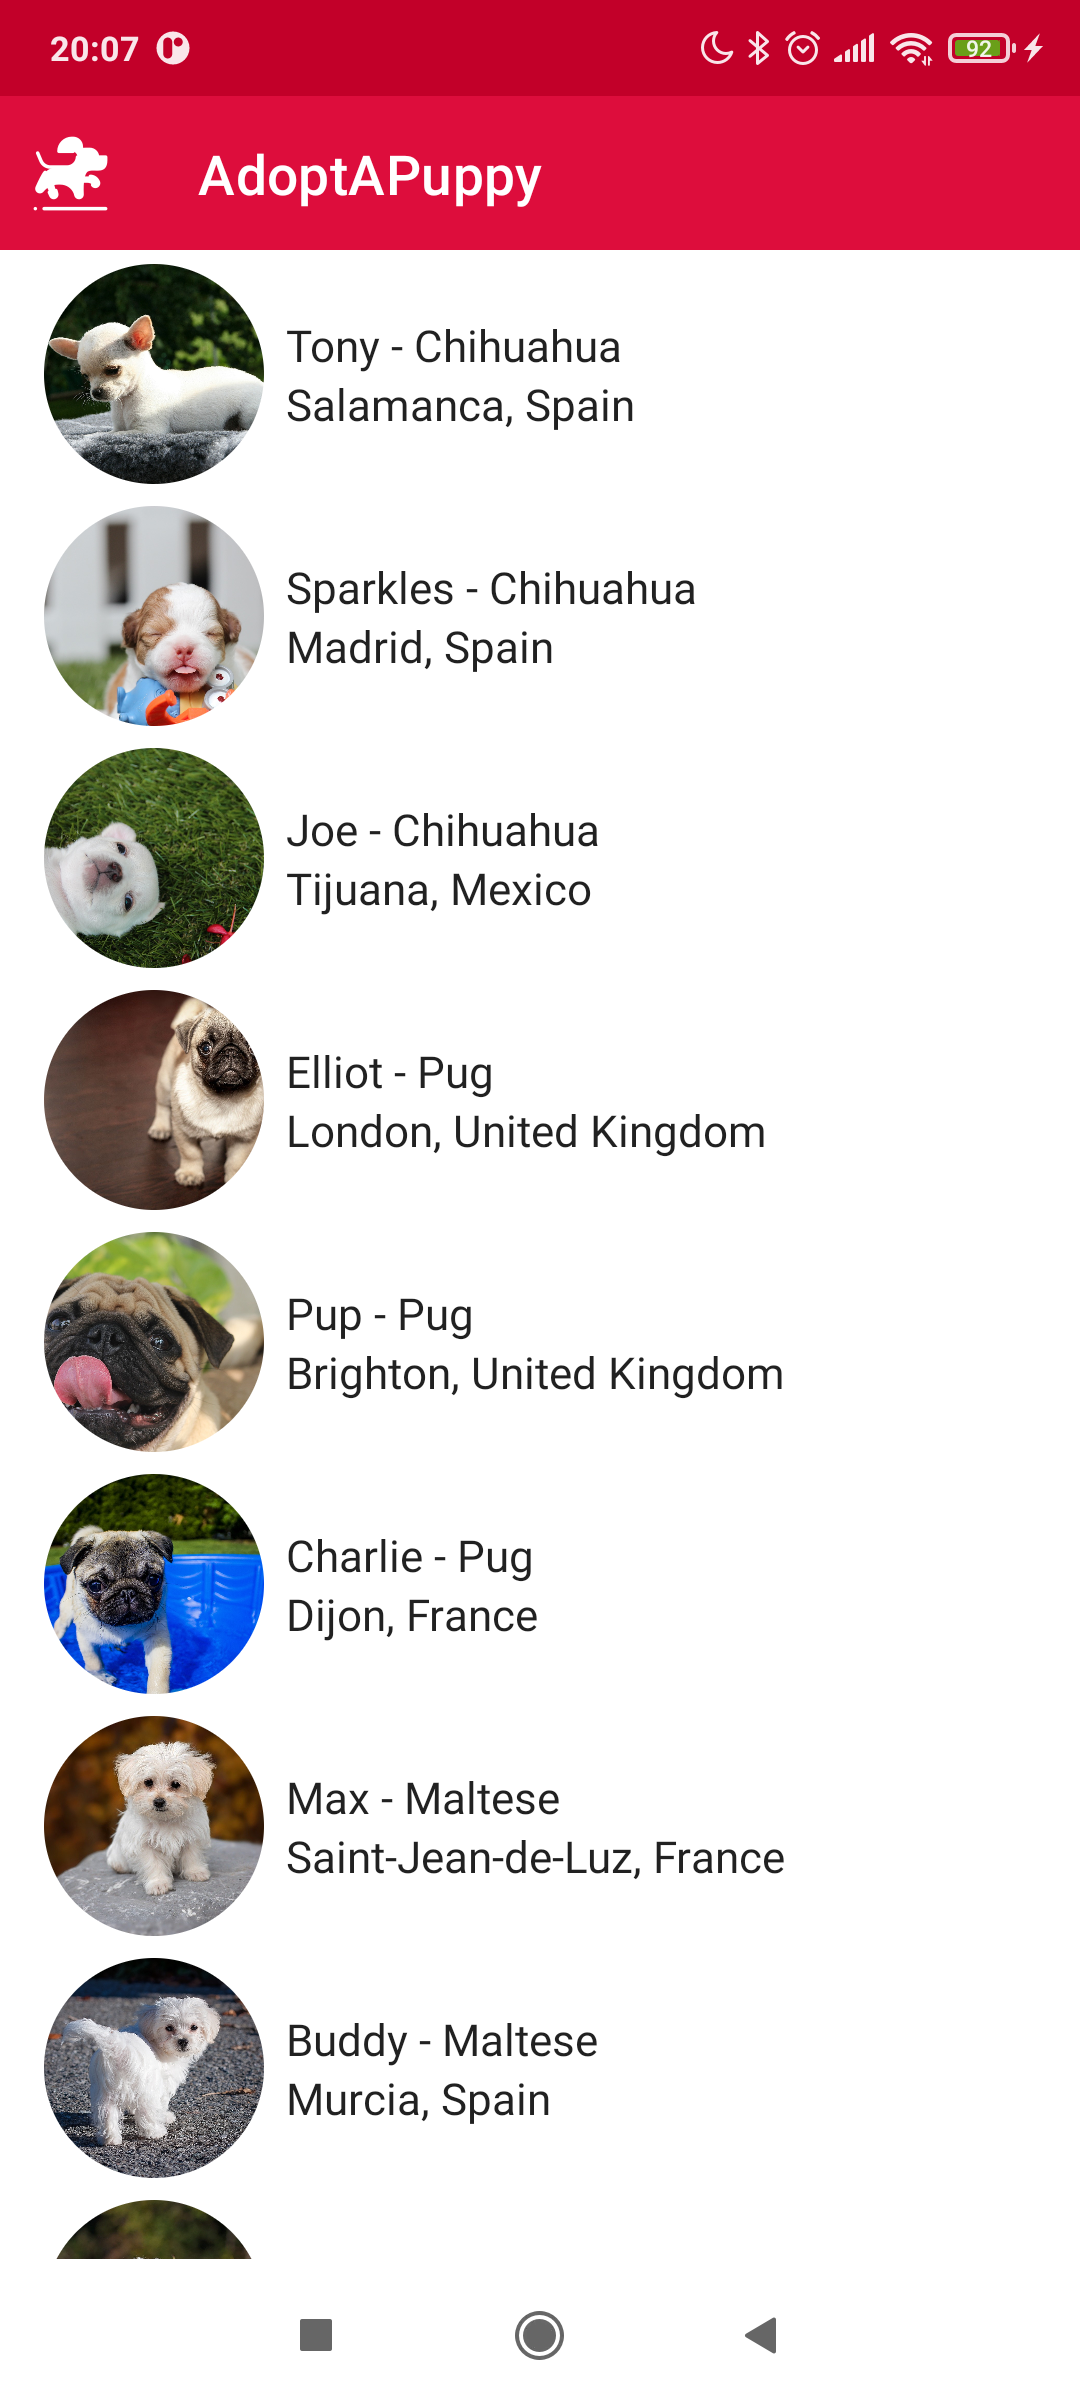 20:07
92
AdoptAPuppy
Tony - Chihuahua
Salamanca, Spain
Sparkles - Chihuahua
Madrid, Spain
Joe - Chihuahua
Tijuana, Mexico
Elliot - Pug
London, United Kingdom
Pup - Pug
Brighton, United Kingdom
Charlie - Pug
Dijon, France
Max - Maltese
Saint-Jean-de-Luz, France
Buddy - Maltese
Murcia, Spain